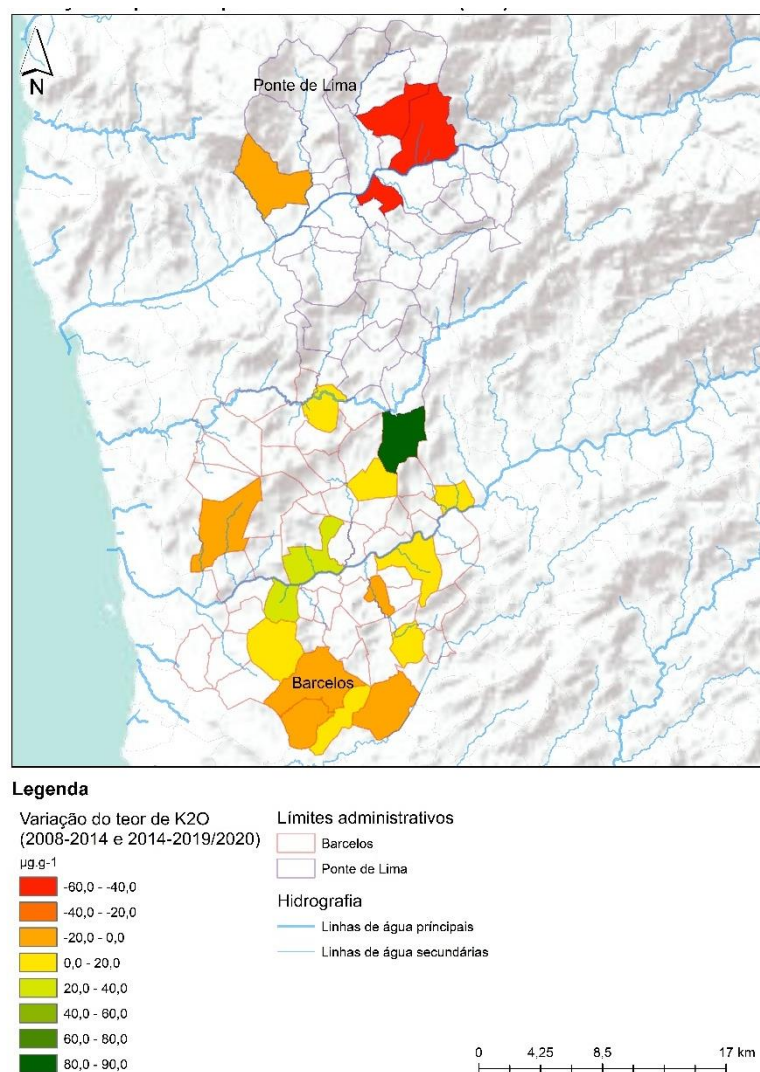 N
Ponte de Lima
Barcelos
Legenda
Variação do teor de K2O
(2008-2014 e 2014-2019/2020)
µg.g-1
-60,0 - -40,0
-40,0 - -20,0
-20,0 - 0,0
0,0 - 20,0
20,0 - 40,0
40,0 - 60,0
60,0 - 80,0
80,0 - 90,0
Límites administrativos
Barcelos
Ponte de Lima
Hidrografia
Linhas de água príncipais
Linhas de água secundárias
0 4,25 8,5 17 km